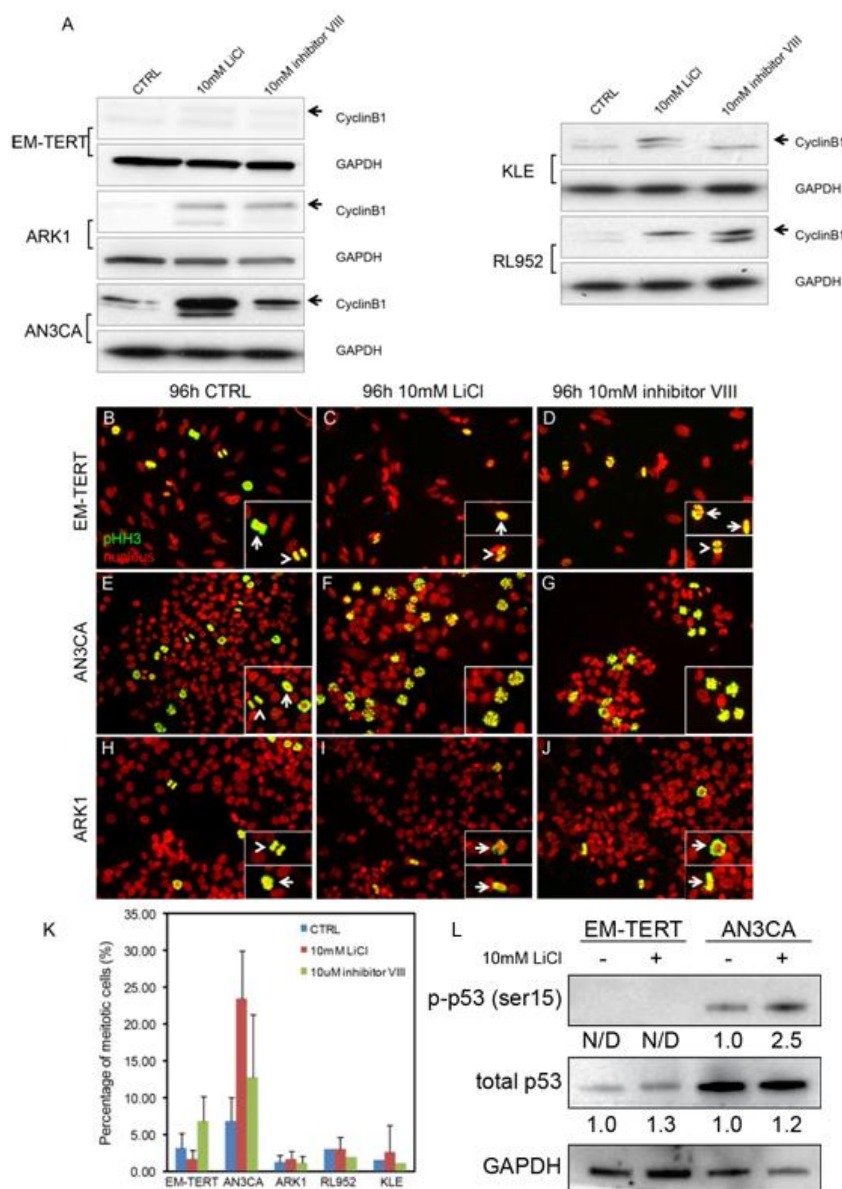 A
CTRL 10mM LiCl 10mM inhibitor VIII
EM-TERT CyclinB1
GAPDH
ARK1 CyclinB1
GAPDH
AN3CA CyclinB1
GAPDH
CTRL 10mM LiCl 10mM inhibitor VIII
KLE CyclinB1
GAPDH
RL952 CyclinB1
GAPDH
96h CTRL 96h 10mM LiCl 96h 10mM inhibitor VIII
EM-TERT
B C D
pHH3
nucleus
AN3CA
E F G
ARK1
H I J
K
Percentage of meitotic cells (%)
35.00
30.00
25.00
20.00
15.00
10.00
5.00
0.00
CTRL
10mM LiCl
10uM inhibitor VIII
EM-TERT AN3CA ARK1 RL952 KLE
L
EM-TERT AN3CA
10mM LiCl - + - +
p-p53 (ser15)
N/D N/D 1.0 2.5
total p53
1.0 1.3 1.0 1.2
GAPDH